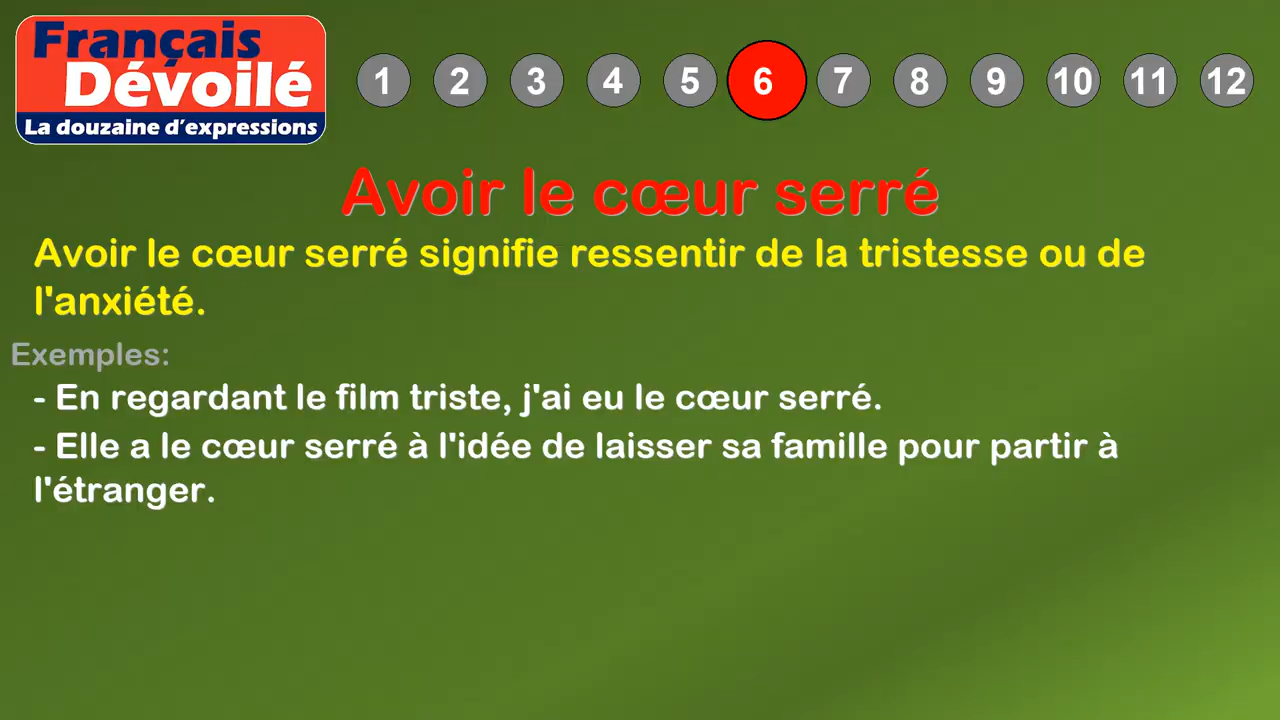 Français
Dévoilé
La douzaine d'expressions
1 2 3 4 5 6 7 8 9 10 11 12
Avoir le cœur serré
Avoir le cœur serré signifie ressentir de la tristesse ou de
l'anxiété.
Exemples:
- En regardant le film triste, j'ai eu le cœur serré.
- Elle a le cœur serré à l'idée de laisser sa famille pour partir à
l'étranger.